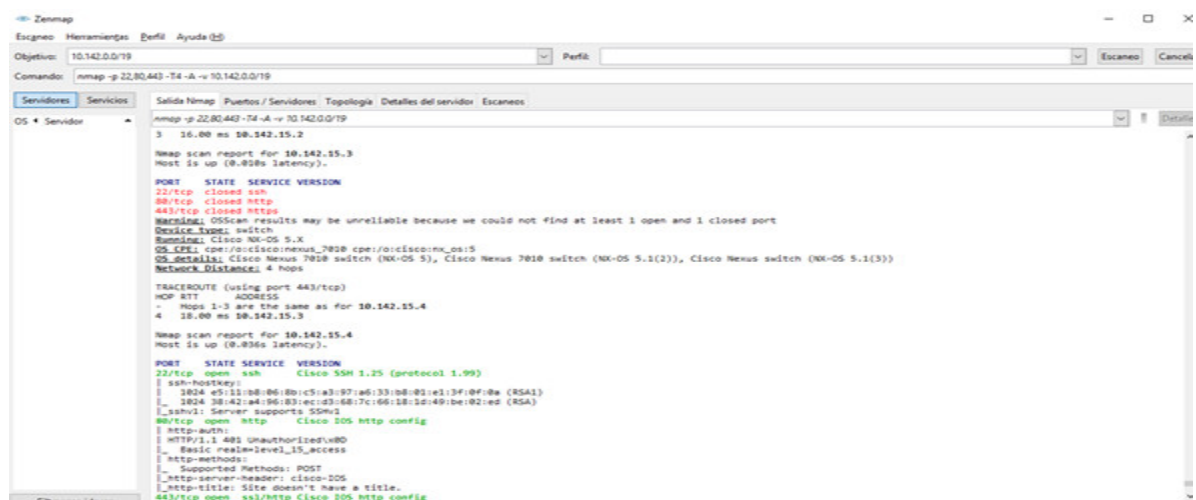 Zenmap
Escaneo Herramientas Perfil Ayuda (H)
Objetivo: 10.142.0.0/19 Perfil: Escaneo Cancela
Comando: nmap -p 22,80,443 -T4 -A -v 10.142.0.0/19
Servidores Servicios Salida Nmap Puertos / Servidores Topología Detalles del servidor Escaneos
OS Servidor nmap -p 22,80,443 -T4 -A -v 10.142.0.0/19 Detalle
3 16.00 ms 10.142.15.2
Nmap scan report for 10.142.15.3
Host is up (0.010s latency).
PORT STATE SERVICE VERSION
22/tcp closed ssh
80/tcp closed http
443/tcp closed https
Warning: OSScan results may be unreliable because we could not find at least 1 open and 1 closed port
Device type: switch
Running: Cisco NX-OS 5.X
OS CPE: cpe:/o:cisco:nexus_7010 cpe:/o:cisco:nx_os:5
OS details: Cisco Nexus 7010 switch (NX-OS 5), Cisco Nexus 7010 switch (NX-OS 5.1(2)), Cisco Nexus switch (NX-OS 5.1(3))
Network Distance: 4 hops
TRACEROUTE (using port 443/tcp)
HOP RTT ADDRESS
- Hops 1-3 are the same as for 10.142.15.4
4 18.00 ms 10.142.15.3
Nmap scan report for 10.142.15.4
Host is up (0.036s latency).
PORT STATE SERVICE VERSION
22/tcp open ssh Cisco SSH 1.25 (protocol 1.99)
| ssh-hostkey:
| 1024 e5:11:b8:06:8b:c5:a3:97:a6:33:b8:01:e1:3f:0f:0a (RSA1)
|_ 1024 38:42:a4:96:83:ec:d3:68:7c:66:18:1d:49:be:02:ed (RSA)
|_sshv1: Server supports SSHv1
80/tcp open http Cisco IOS http config
| http-auth:
| HTTP/1.1 401 Unauthorized\x0D
|_ Basic realm=level_15_access
| http-methods:
|_ Supported Methods: POST
|_http-server-header: cisco-IOS
|_http-title: Site doesn't have a title.
443/tcp open ssl/http Cisco IOS http config